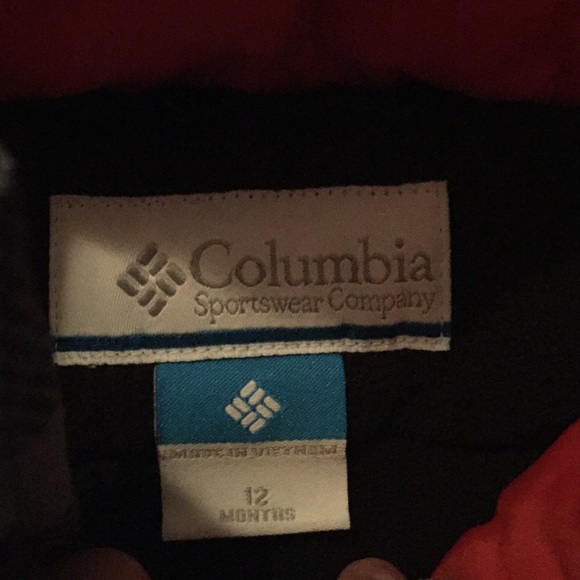 Columbia
Sportswear Company
MADE IN VIETNAM
12
MONTHS